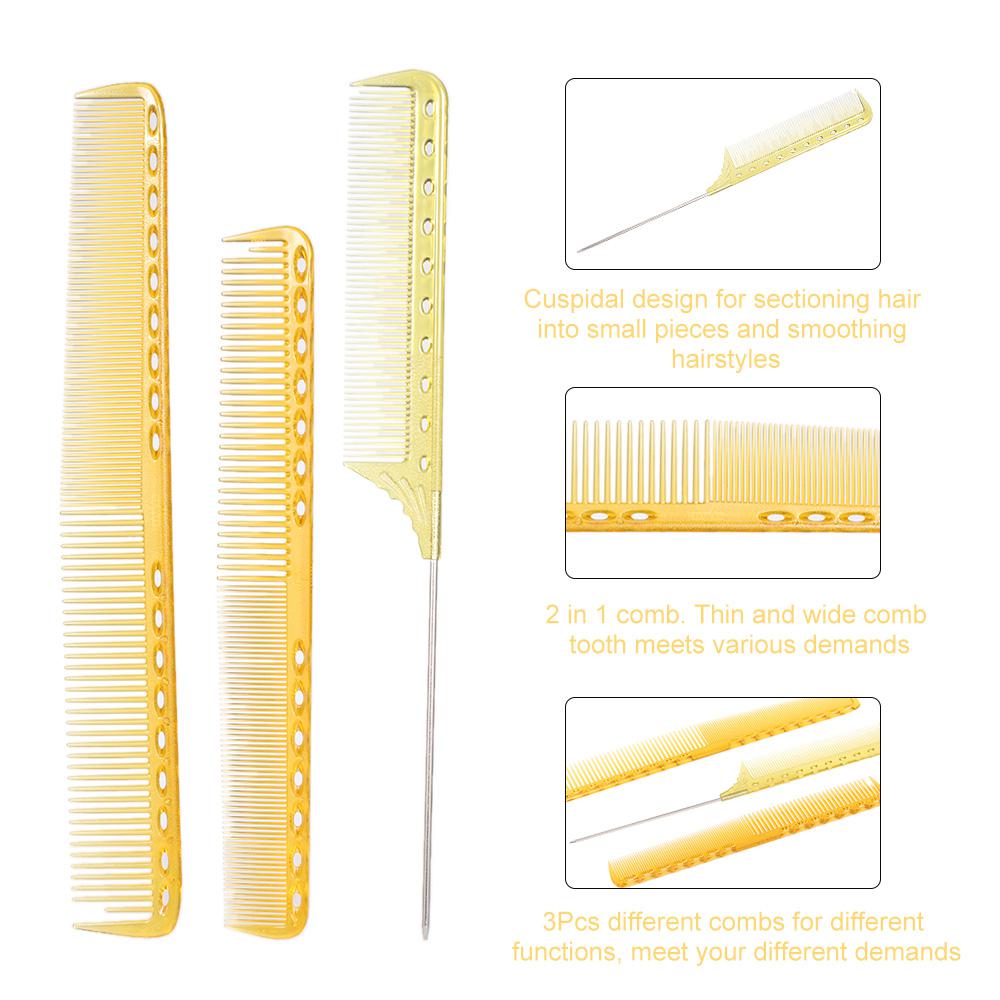 Cuspidal design for sectioning hair
into small pieces and smoothing
hairstyles
2 in 1 comb. Thin and wide comb
tooth meets various demands
3Pcs different combs for different
functions, meet your different demands